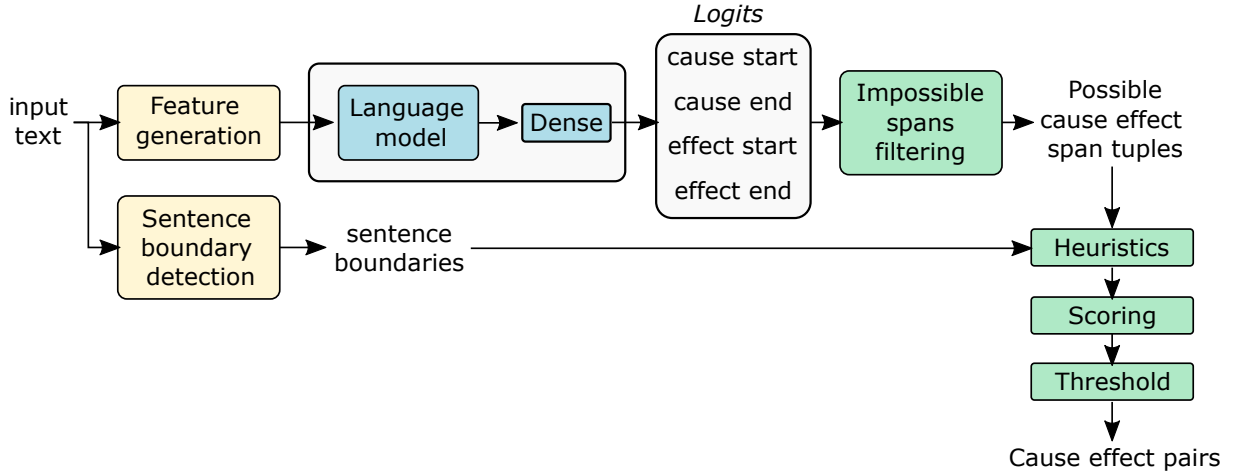 Logits
input
text
Feature
generation
Language
model
Dense
cause start
cause end
effect start
effect end
Impossible
spans
filtering
Possible
cause effect
span tuples
Sentence
boundary
detection
sentence
boundaries
Heuristics
Scoring
Threshold
Cause effect pairs